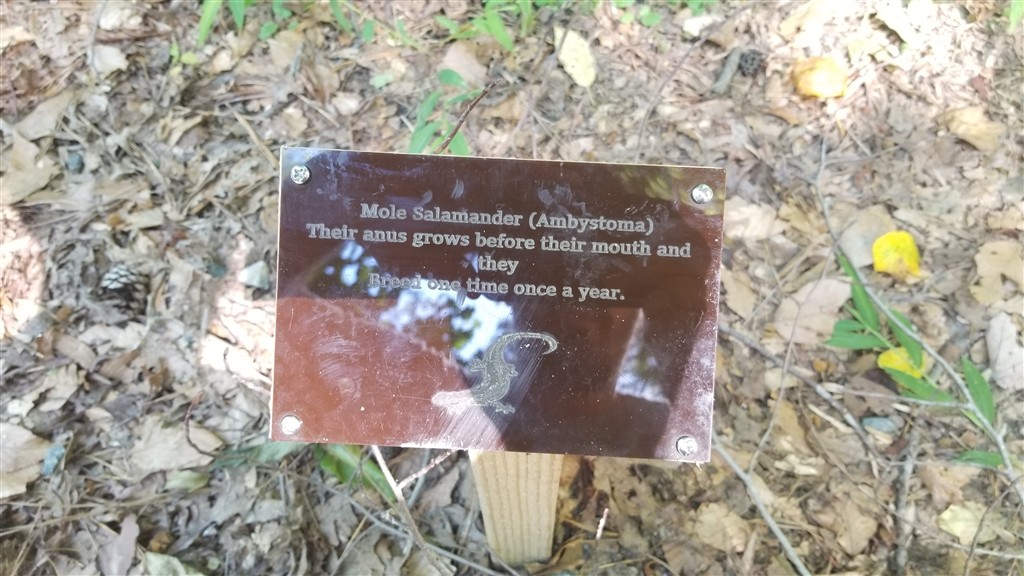 Mole Salamander (Ambystoma)
Their anus grows before their mouth and
they
Breed one time once a year.